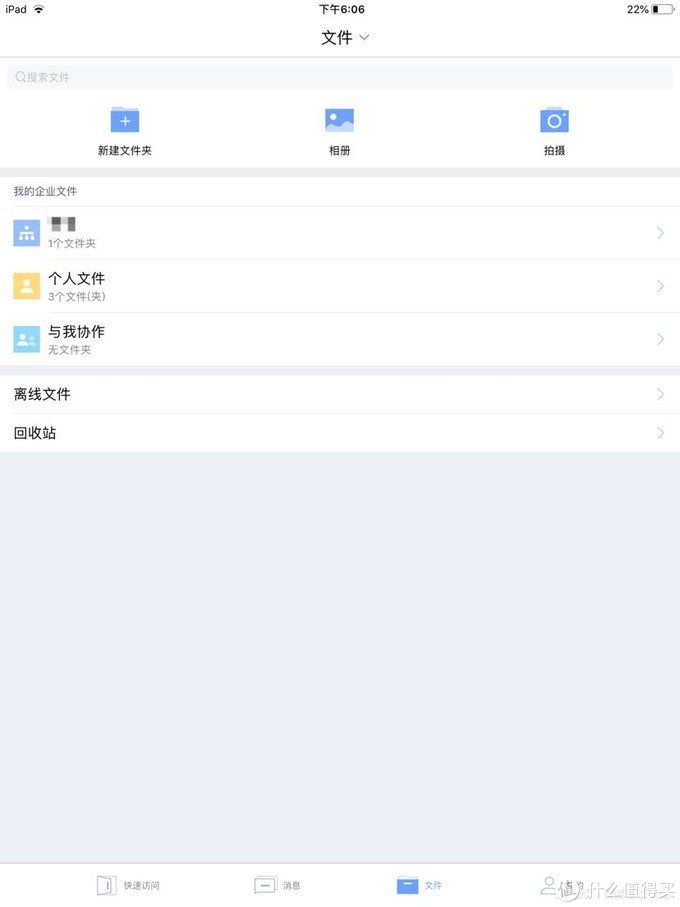 iPad 下午6:06 22%
文件
搜索文件
新建文件夹 相册 拍摄
我的企业文件
1个文件夹
个人文件
3个文件(夹)
与我协作
无文件夹
离线文件
回收站
快速访问 消息 文件
值 什么值得买